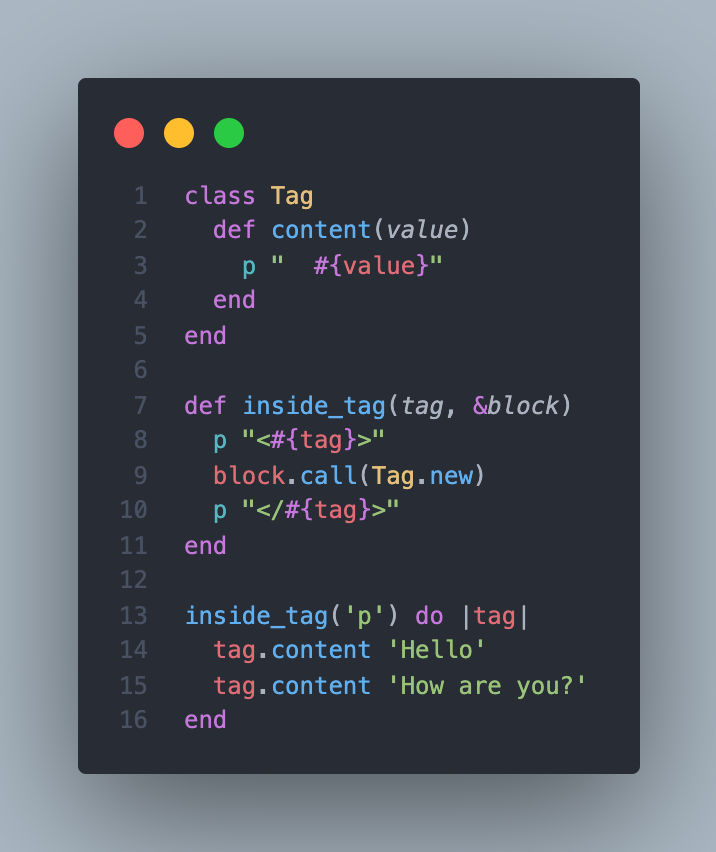 1 class Tag
2   def content(value)
3     p "  #{value}"
4   end
5 end
6
7 def inside_tag(tag, &block)
8   p "<#{tag}>"
9   block.call(Tag.new)
10   p "</#{tag}>"
11 end
12
13 inside_tag('p') do |tag|
14   tag.content 'Hello'
15   tag.content 'How are you?'
16 end